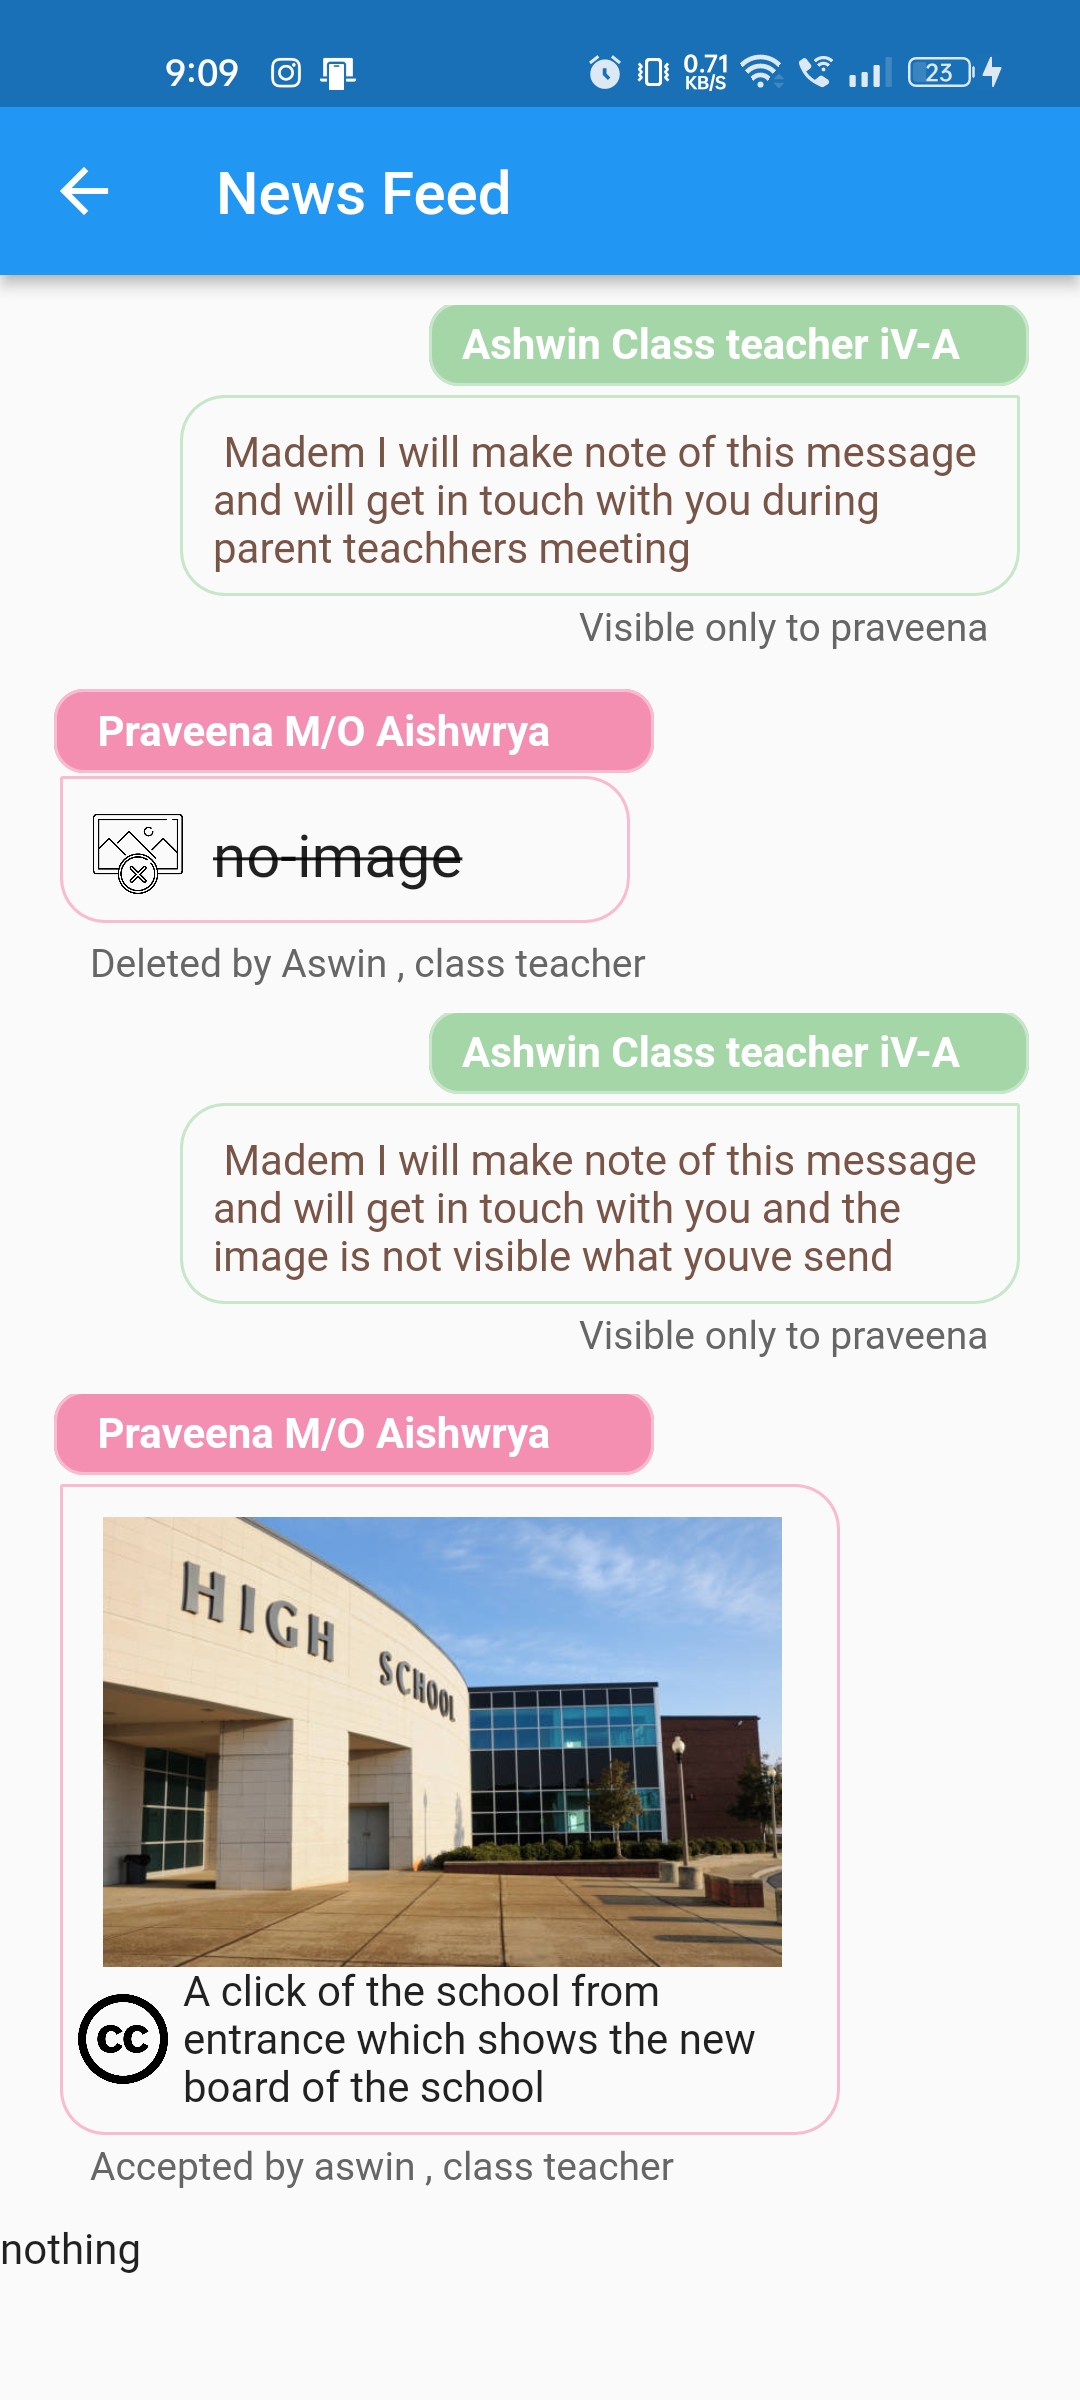 9:09
0.71
KB/S
23
News Feed
Ashwin Class teacher iV-A
Madem I will make note of this message
and will get in touch with you during
parent teachhers meeting
Visible only to praveena
Praveena M/O Aishwrya
no-image
Deleted by Aswin , class teacher
Ashwin Class teacher iV-A
Madem I will make note of this message
and will get in touch with you and the
image is not visible what youve send
Visible only to praveena
Praveena M/O Aishwrya
HIGH SCHOOL
A click of the school from
cc entrance which shows the new
board of the school
Accepted by aswin , class teacher
nothing